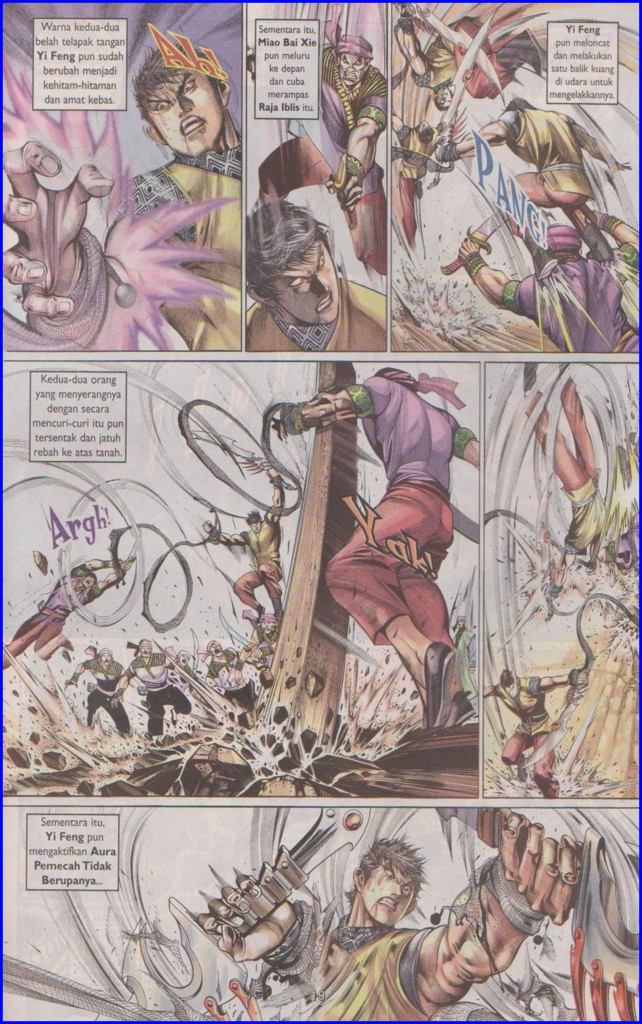 Warna kedua-dua
belah telapak tangan
Yi Feng pun sudah
berubah menjadi
kehitam-hitaman
dan amat kebas.
Ah!
Sementara itu,
Miao Bai Xie
pun meluru
ke depan
dan cuba
merampas
Raja Iblis itu.
Yi Feng
pun meloncat
dan melakukan
satu balik kuang
di udara untuk
mengelakkannya.
PANG!
Kedua-dua orang
yang menyerangnya
dengan secara
mencuri-curi itu pun
tersentak dan jatuh
rebah ke atas tanah.
Argh!
Yak!
Sementara itu,
Yi Feng pun
mengaktifkan Aura
Pemecah Tidak
Berupanya...